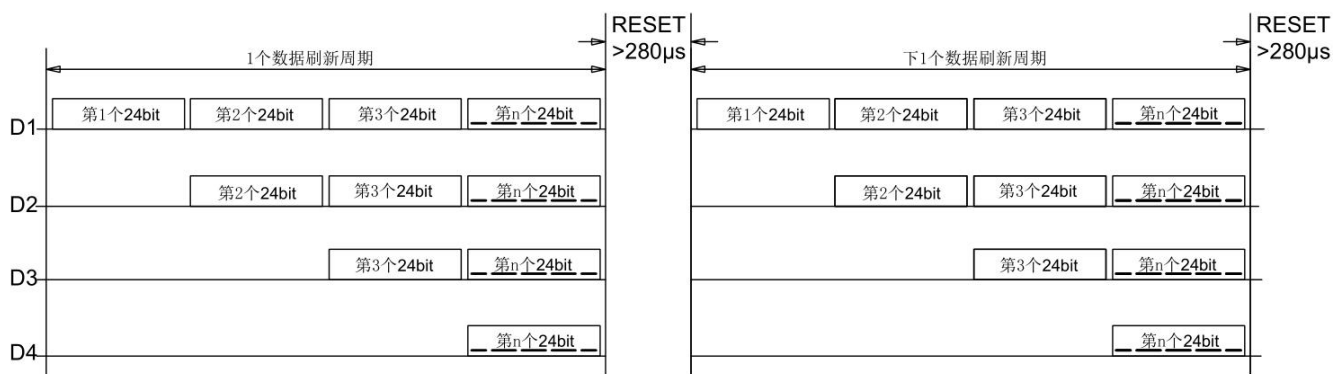 RESET
>280μs
1个数据刷新周期
RESET
>280μs
下1个数据刷新周期
D1
第1个24bit
第2个24bit
第3个24bit
第n个24bit
第1个24bit
第2个24bit
第3个24bit
第n个24bit
D2
第2个24bit
第3个24bit
第n个24bit
第2个24bit
第3个24bit
第n个24bit
D3
第3个24bit
第n个24bit
第3个24bit
第n个24bit
D4
第n个24bit
第n个24bit